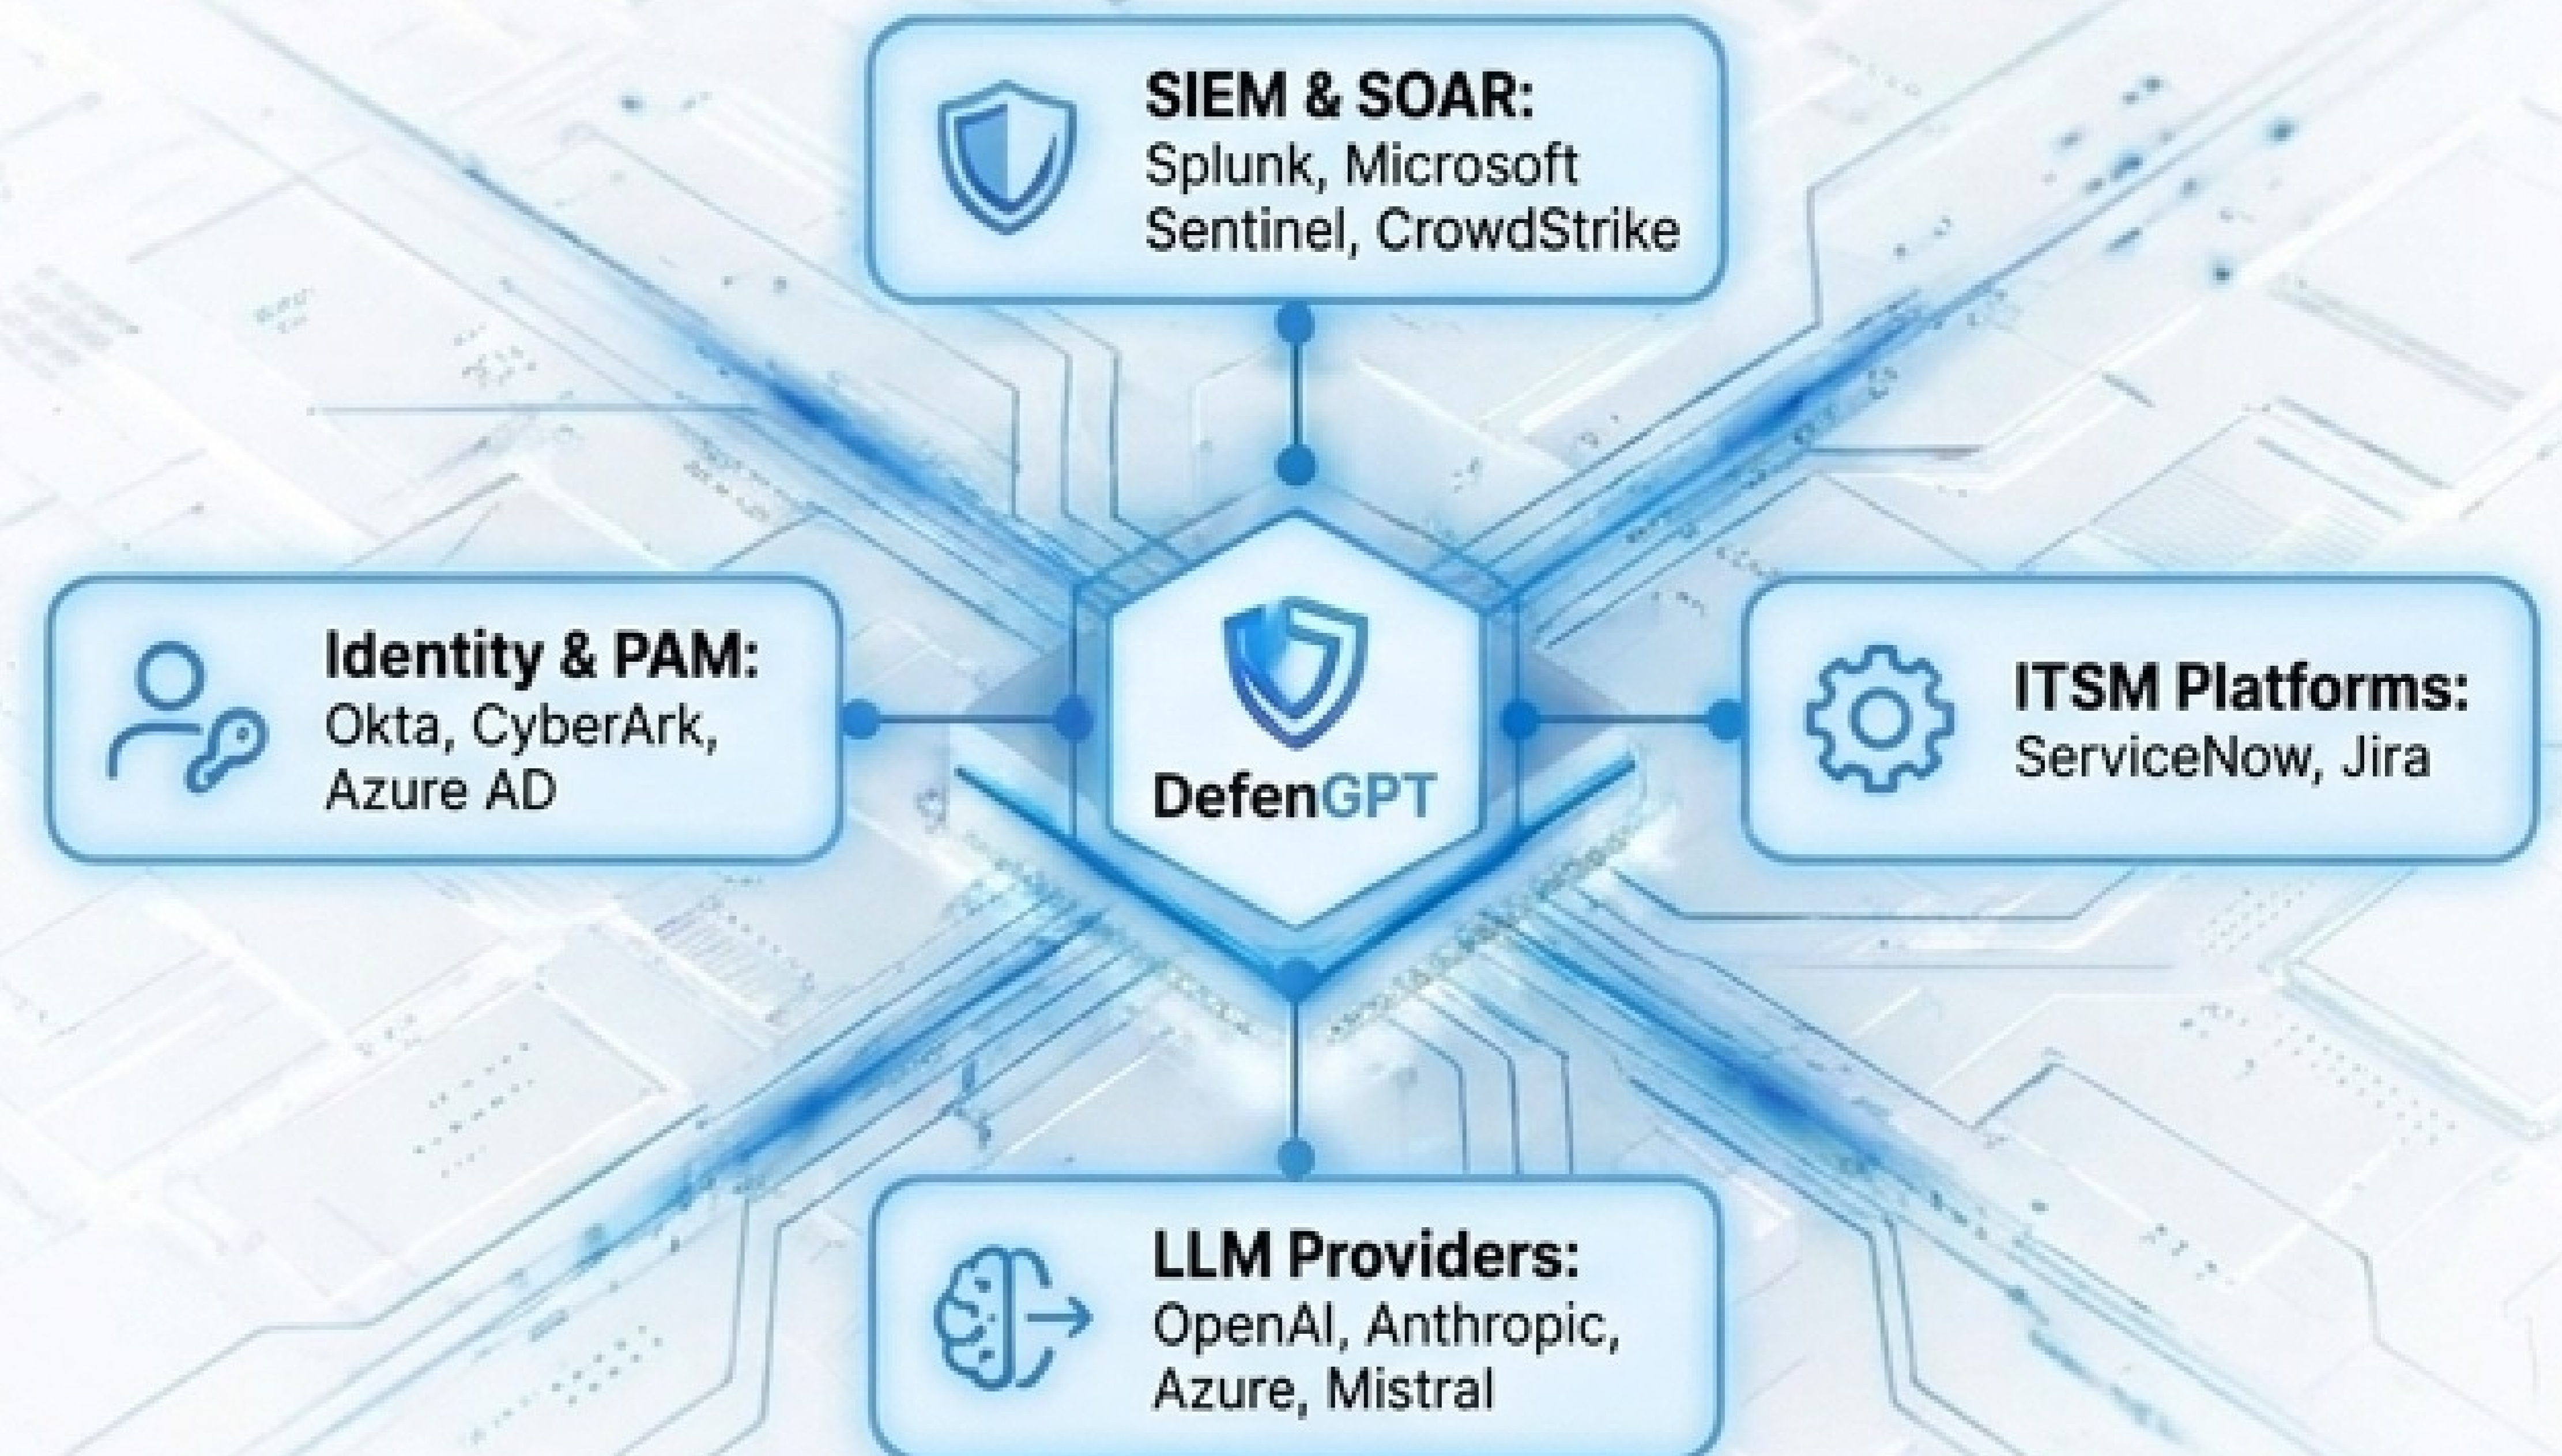 SIEM & SOAR:
Splunk, Microsoft
Sentinel, CrowdStrike
Identity & PAM:
Okta, CyberArk,
Azure AD
DefenGPT
ITSM Platforms:
ServiceNow, Jira
LLM Providers:
OpenAI, Anthropic,
Azure, Mistral